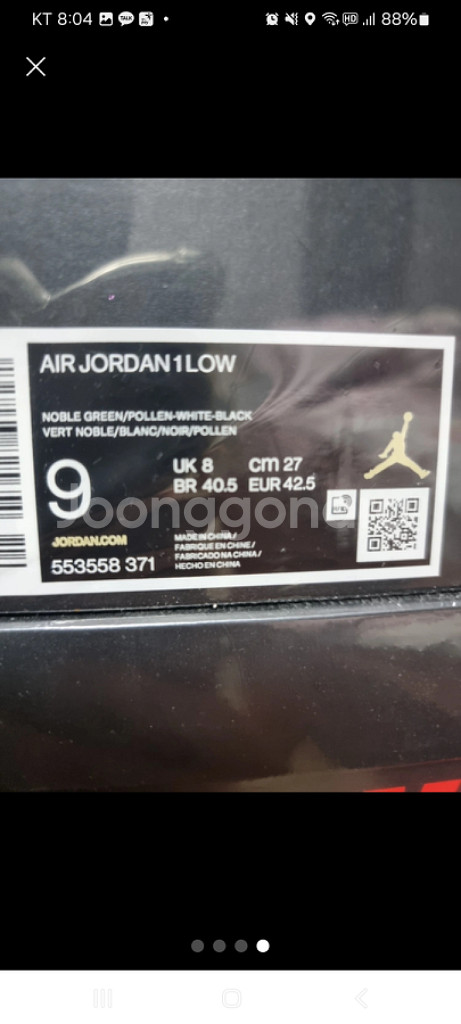 KT 8:04
88%
AIR JORDAN 1 LOW
NOBLE GREEN/POLLEN-WHITE-BLACK
VERT NOBLE/BLANC/NOIR/POLLEN
9
UK 8 cm 27
BR 40.5 EUR 42.5
Joonggona
JORDAN.COM
553558 371
MADE IN CHINA/
FABRIQUE EN CHINE/
FABRICADO NA CHINA/
HECHO EN CHINA